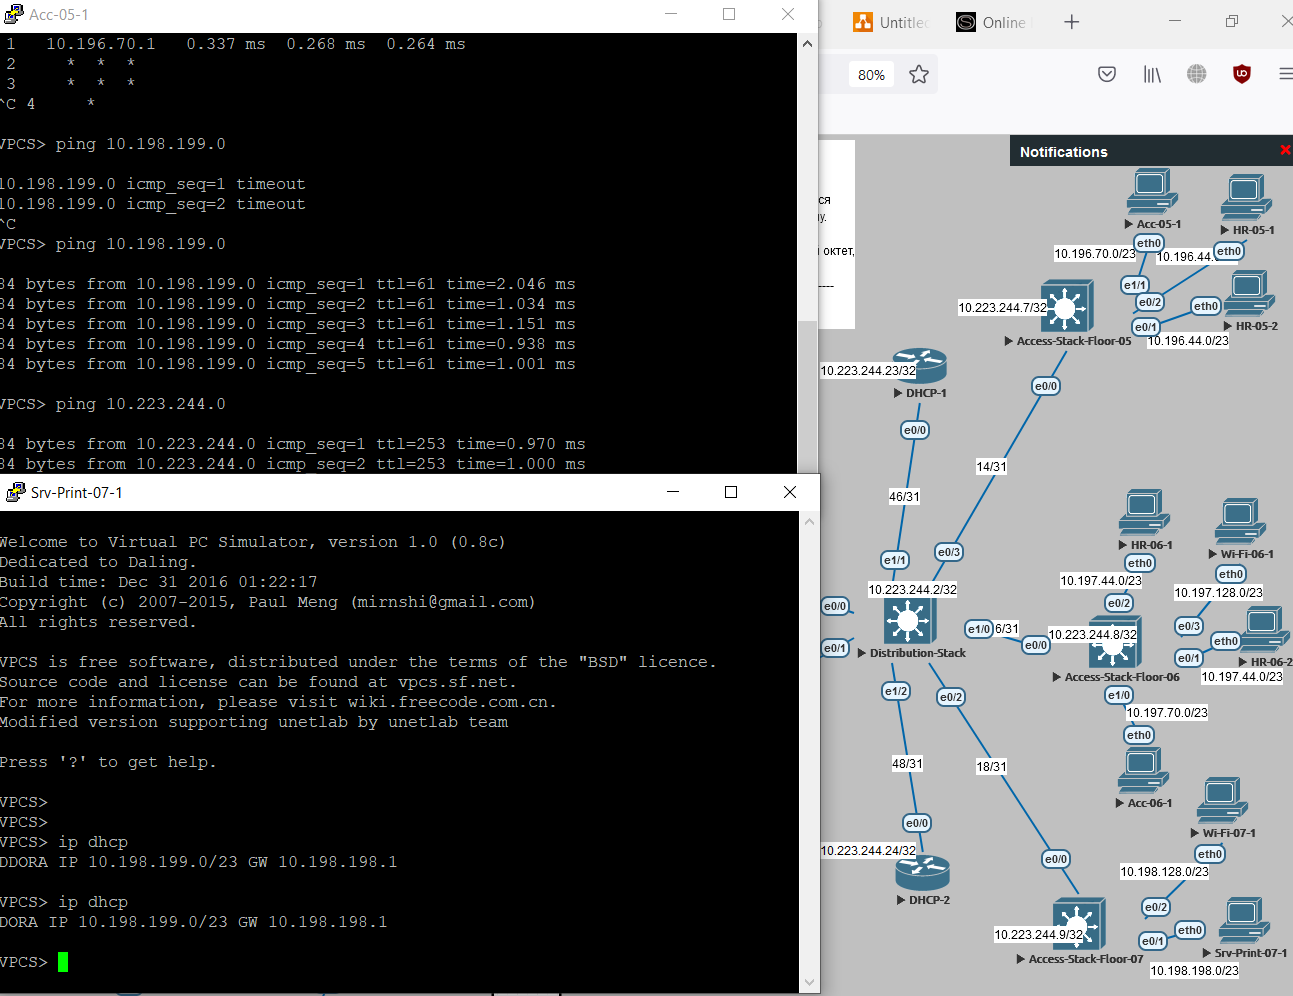 Acc-05-1
1 10.196.70.1 0.337 ms 0.268 ms 0.264 ms
2 * * *
3 * * *
^C 4 *
VPCS> ping 10.198.199.0
10.198.199.0 icmp_seq=1 timeout
10.198.199.0 icmp_seq=2 timeout
^C
VPCS> ping 10.198.199.0
84 bytes from 10.198.199.0 icmp_seq=1 ttl=61 time=2.046 ms
84 bytes from 10.198.199.0 icmp_seq=2 ttl=61 time=1.034 ms
84 bytes from 10.198.199.0 icmp_seq=3 ttl=61 time=1.151 ms
84 bytes from 10.198.199.0 icmp_seq=4 ttl=61 time=0.938 ms
84 bytes from 10.198.199.0 icmp_seq=5 ttl=61 time=1.001 ms
VPCS> ping 10.223.244.0
84 bytes from 10.223.244.0 icmp_seq=1 ttl=253 time=0.970 ms
84 bytes from 10.223.244.0 icmp_seq=2 ttl=253 time=1.000 ms
Srv-Print-07-1
Welcome to Virtual PC Simulator, version 1.0 (0.8c)
Dedicated to Daling.
Build time: Dec 31 2016 01:22:17
Copyright (c) 2007-2015, Paul Meng (mirnshi@gmail.com)
All rights reserved.
VPCS is free software, distributed under the terms of the "BSD" licence.
Source code and license can be found at vpcs.sf.net.
For more information, please visit wiki.freecode.com.cn.
Modified version supporting unetlab by unetlab team
Press '?' to get help.
VPCS>
VPCS>
VPCS> ip dhcp
DDORA IP 10.198.199.0/23 GW 10.198.198.1
VPCS> ip dhcp
DORA IP 10.198.199.0/23 GW 10.198.198.1
VPCS>
Untitle
Online
80%
Notifications
ся
октет,
----
Acc-05-1
HR-05-1
eth0
10.196.70.0/23
10.196.44.
eth0
e1/1
e0/2
eth0
HR-05-2
e0/1
10.196.44.0/23
10.223.244.7/32
Access-Stack-Floor-05
e0/0
10.223.244.23/32
DHCP-1
e0/0
14/31
46/31
e1/1
e0/3
10.223.244.2/32
e0/0
e0/1
Distribution-Stack
e1/0
6/31
e0/0
HR-06-1
Wi-Fi-06-1
eth0
eth0
10.197.44.0/23
10.197.128.0/23
e0/2
e0/3
10.223.244.8/32
eth0
e0/1
HR-06-2
10.197.44.0/23
Access-Stack-Floor-06
e1/0
10.197.70.0/23
eth0
Acc-06-1
e1/2
e0/2
48/31
18/31
e0/0
10.223.244.24/32
DHCP-2
e0/0
Wi-Fi-07-1
eth0
10.198.128.0/23
e0/2
eth0
e0/1
Srv-Print-07-1
10.198.198.0/23
10.223.244.9/32
Access-Stack-Floor-07